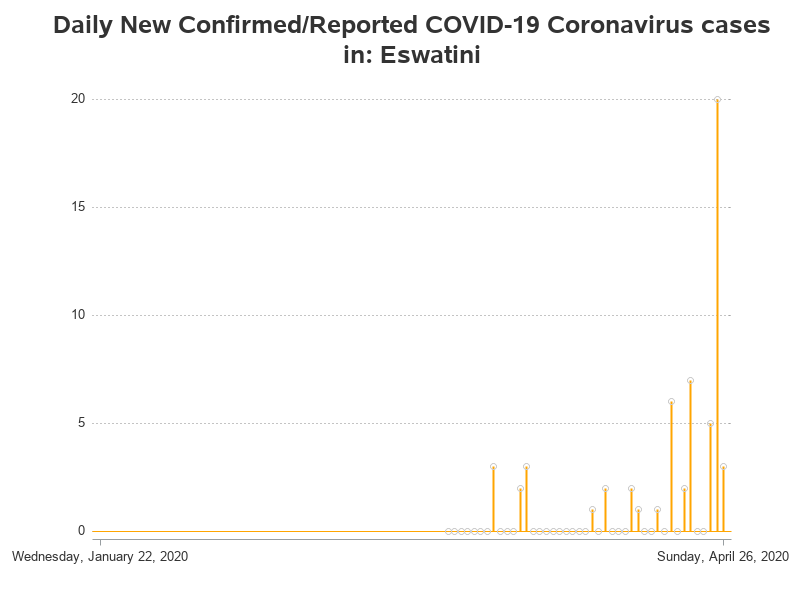 Daily New Confirmed/Reported COVID-19 Coronavirus cases
in: Eswatini
20
15
10
5
0
Wednesday, January 22, 2020 Sunday, April 26, 2020